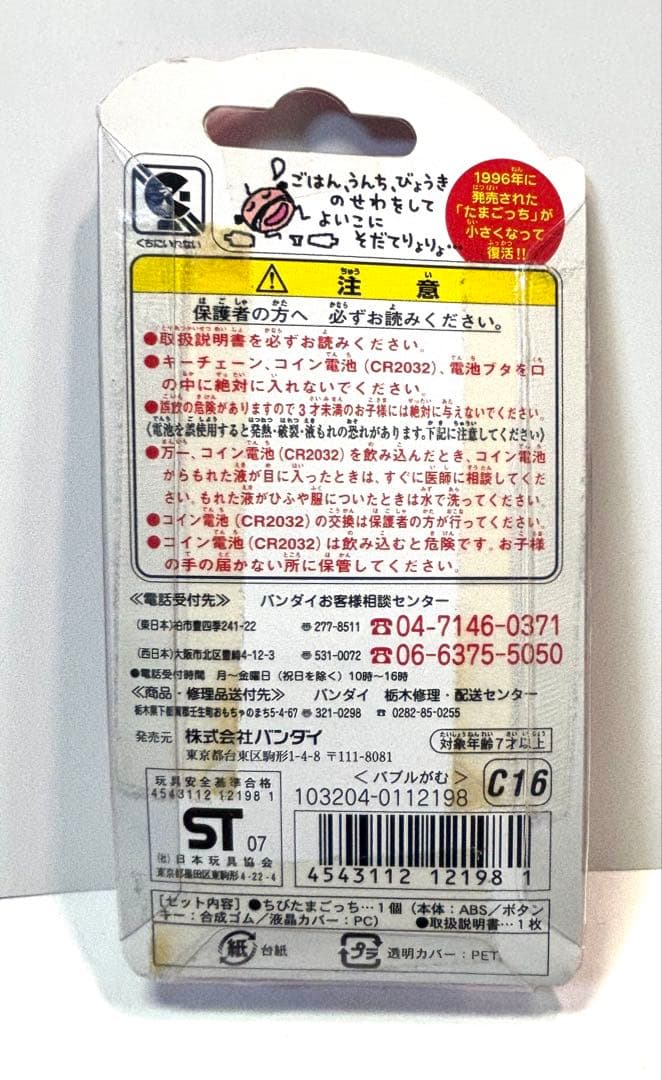 くちにいれない
ごはん、うんち、びょうき
のせわをして
よいこに
そだてりょりょ…
1996年に
発売された
「たまごっち」が
小さくなって
復活!!
注意
保護者の方へ 必ずお読みください。
●取扱説明書を必ずお読みください。
●キーチェーン、コイン電池(CR2032)、電池ブタを口
の中に絶対に入れないでください。
●誤飲の危険がありますので3才未満のお子様には絶対に与えないでください。
(電池を誤使用すると発熱・破裂・液もれの恐れがあります。下記に注意してください)
●万一、コイン電池(CR2032)を飲み込んだとき、コイン電池
からもれた液が目に入ったときは、すぐに医師に相談してくだ
さい。もれた液がひふや服についたときは水で洗ってください。
●コイン電池(CR2032)の交換は保護者の方が行ってください。
●コイン電池(CR2032)は飲み込むと危険です。お子様
の手の届かない所に保管してください。
≪電話受付先≫ バンダイお客様相談センター
(東日本)柏市豊四季241-22 〒277-8511 ☎04-7146-0371
(西日本)大阪市北区豊崎4-12-3 〒531-0072 ☎06-6375-5050
●電話受付時間 月〜金曜日(祝日を除く)10時〜16時
≪商品・修理品送付先≫ バンダイ 栃木修理・配送センター
栃木県下都賀郡壬生町おもちゃのまち5-4-67 〒321-0298 ☎0282-85-0255
発売元 株式会社バンダイ
東京都台東区駒形1-4-8 〒111-8081
対象年齢7才以上
玩具安全基準合格
4543112 12198 1
ST 07
(社)日本玩具協会
東京都墨田区東駒形4-22-4
<バブルがむ>
C16
103204-0112198
4543112 121981
[セット内容] ●ちびたまごっち…1個(本体:ABS/ボタン
キー:合成ゴム/液晶カバー:PC) ●取扱説明書…1枚
紙 台紙
プラ 透明カバー:PET